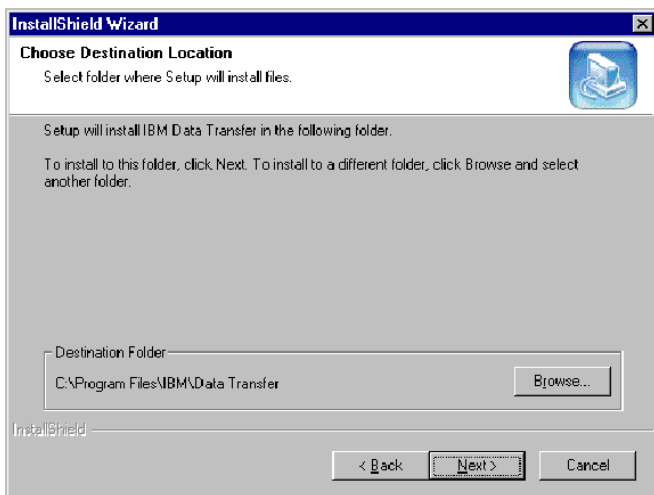 InstallShield Wizard
Choose Destination Location
Select folder where Setup will install files.
Setup will install IBM Data Transfer in the following folder.
To install to this folder, click Next. To install to a different folder, click Browse and select
another folder.
Destination Folder
C:\Program Files\IBM\Data Transfer
Browse...
InstallShield
< Back
Next >
Cancel